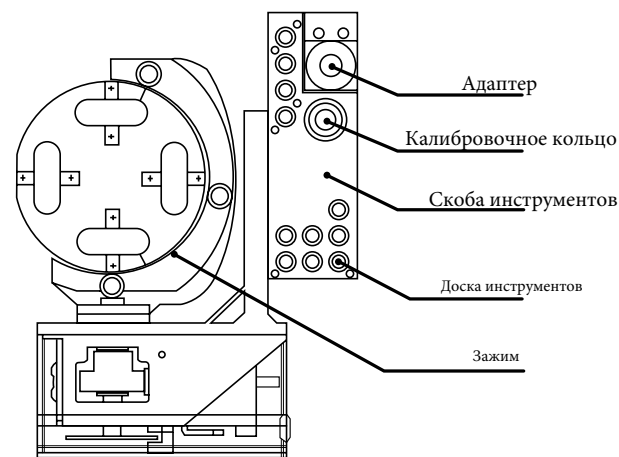 Адаптер
Калибровочное кольцо
Скоба инструментов
Доска инструментов
Зажим